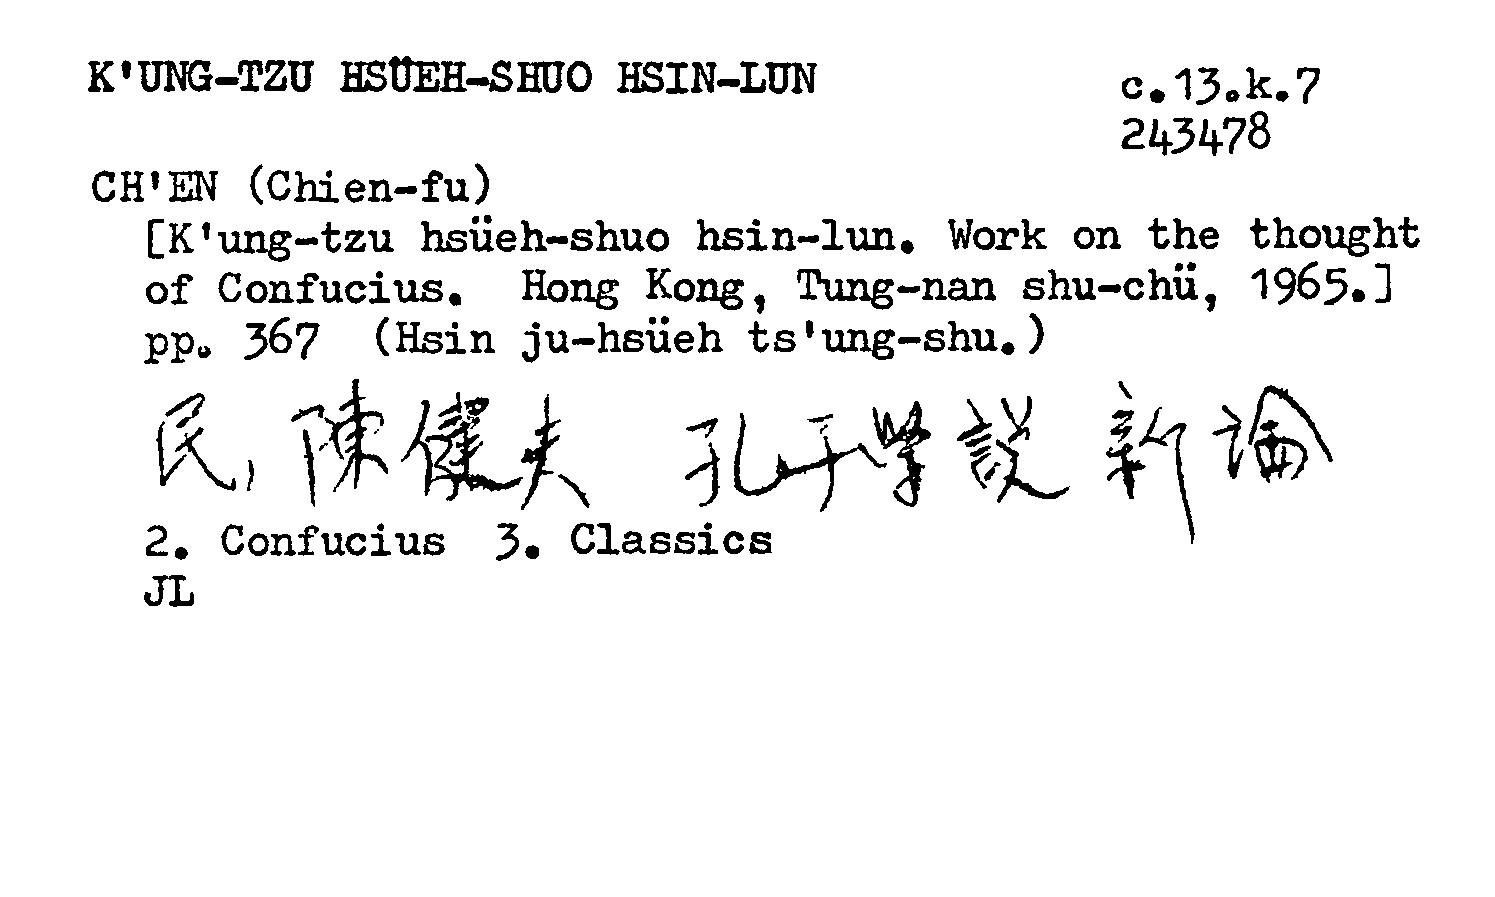 K'UNG-TZU HSÜEH-SHUO HSIN-LUN
c.13.k.7
243478
CH'EN (Chien-fu)
[K'ung-tzu hsüeh-shuo hsin-lun. Work on the thought
of Confucius. Hong Kong, Tung-nan shu-chü, 1965.]
pp. 367 (Hsin ju-hsüeh ts'ung-shu.)
民, 陳健夫 孔子學説新論
2. Confucius 3. Classics
JL